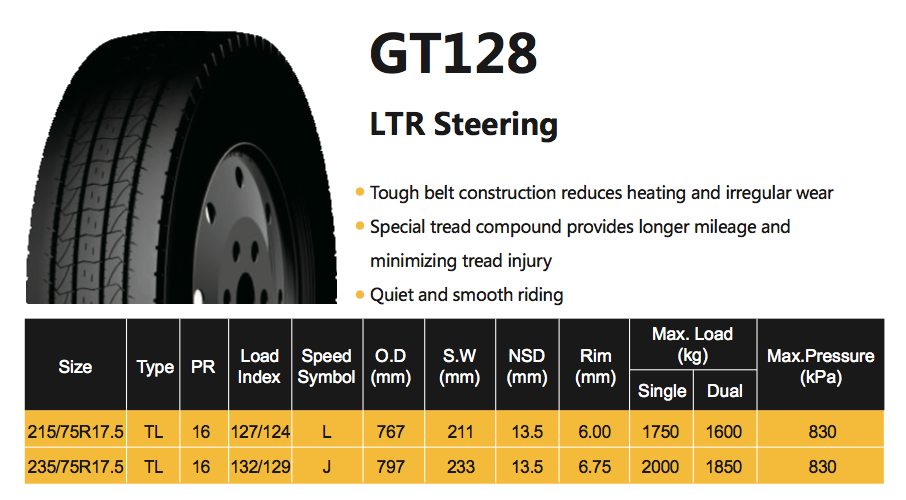 GT128
LTR Steering
Tough belt construction reduces heating and irregular wear
Special tread compound provides longer mileage and
minimizing tread injury
Quiet and smooth riding
Size Type PR Load Index Speed Symbol O.D (mm) S.W (mm) NSD (mm) Rim (mm) Max. Load (kg) Single Dual Max.Pressure (kPa)
215/75R17.5 TL 16 127/124 L 767 211 13.5 6.00 1750 1600 830
235/75R17.5 TL 16 132/129 J 797 233 13.5 6.75 2000 1850 830